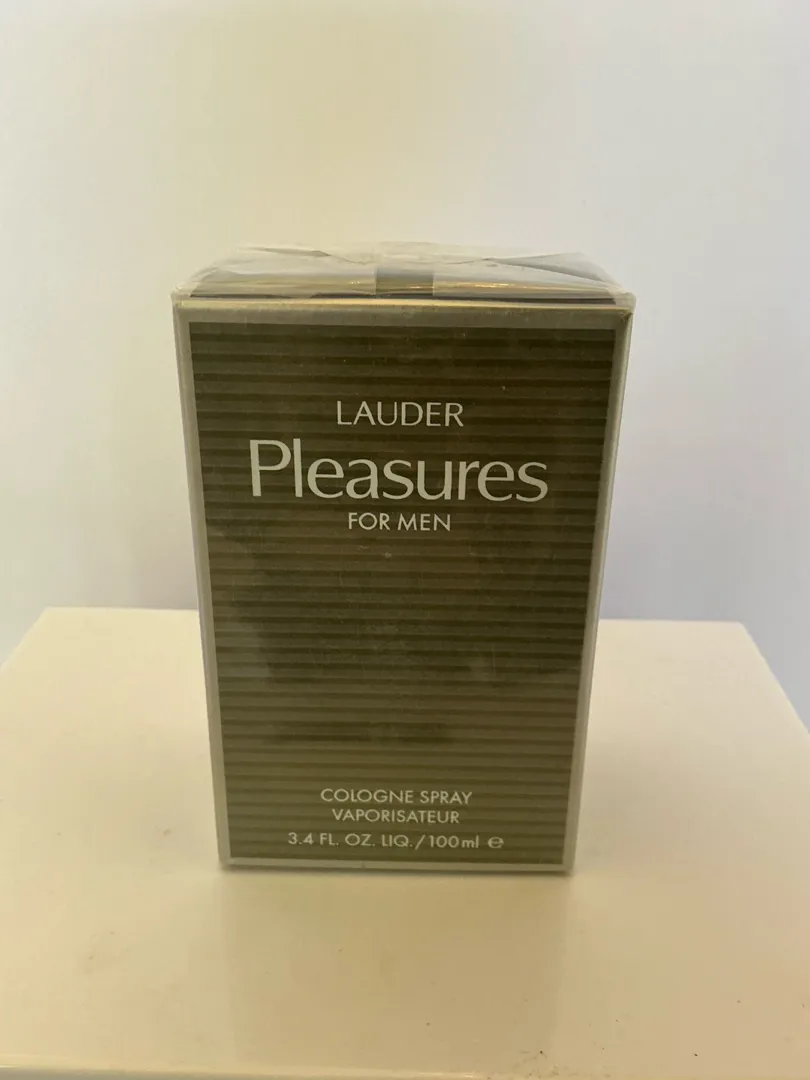 LAUDER
Pleasures
FOR MEN
COLOGNE SPRAY
VAPORISATEUR
3.4 FL. OZ. LIQ./100ml ℮